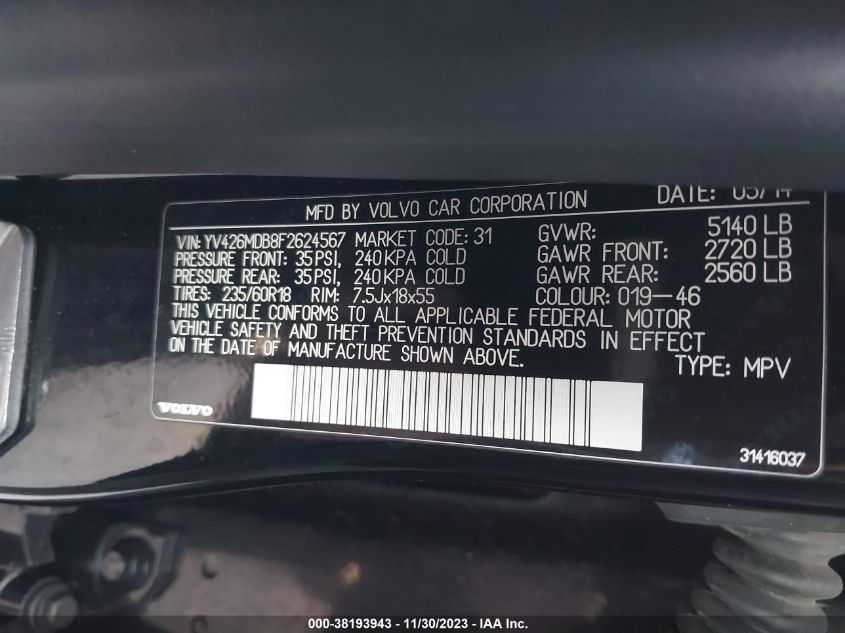 MFD BY VOLVO CAR CORPORATION DATE: 05/14
VIN: YV426MDB8F2624567 MARKET CODE: 31 GVWR: 5140 LB
PRESSURE FRONT: 35PSI, 240KPA COLD GAWR FRONT: 2720 LB
PRESSURE REAR: 35PSI, 240KPA COLD GAWR REAR: 2560 LB
TIRES: 235/60R18 RIM: 7.5Jx18x55 COLOUR: 019-46
THIS VEHICLE CONFORMS TO ALL APPLICABLE FEDERAL MOTOR
VEHICLE SAFETY AND THEFT PREVENTION STANDARDS IN EFFECT
ON THE DATE OF MANUFACTURE SHOWN ABOVE.
TYPE: MPV
VOLVO
31416037
000-38193943 - 11/30/2023 - IAA Inc.